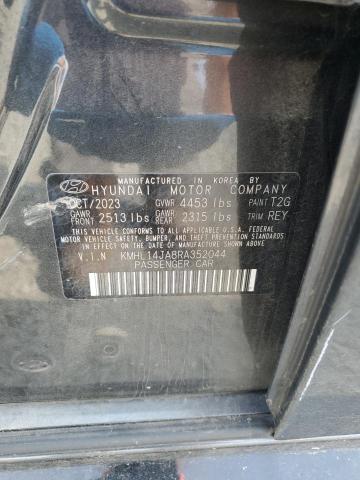 MANUFACTURED IN KOREA BY
HYUNDAI MOTOR COMPANY
OCT/2023 GVWR 4453 lbs PAINT T2G
GAWR FRONT 2513 lbs GAWR REAR 2315 lbs TRIM REY
THIS VEHICLE CONFORMS TO ALL APPLICABLE U.S.A. FEDERAL
MOTOR VEHICLE SAFETY, BUMPER, AND THEFT PREVENTION
STANDARDS IN EFFECT ON THE DATE OF MANUFACTURE SHOWN ABOVE.
V.I.N KMHL14JA8RA352044
PASSENGER CAR